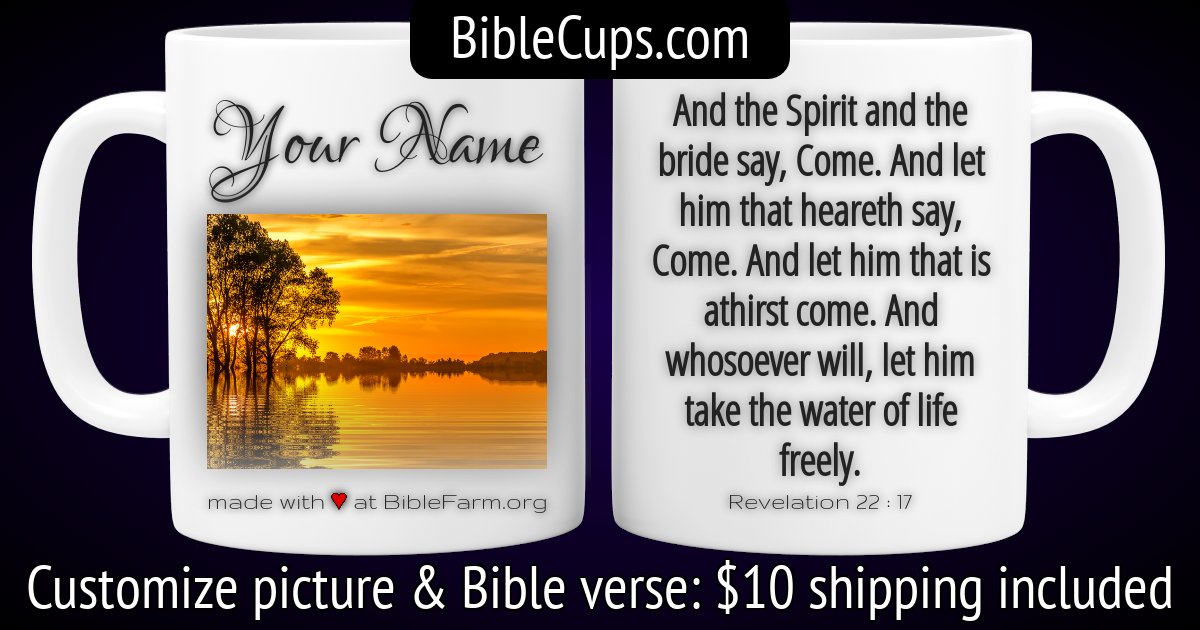 BibleCups.com
Your Name
made with ♥ at BibleFarm.org
And the Spirit and the
bride say, Come. And let
him that heareth say,
Come. And let him that is
athirst come. And
whosoever will, let him
take the water of life
freely.
Revelation 22 : 17
Customize picture & Bible verse: $10 shipping included